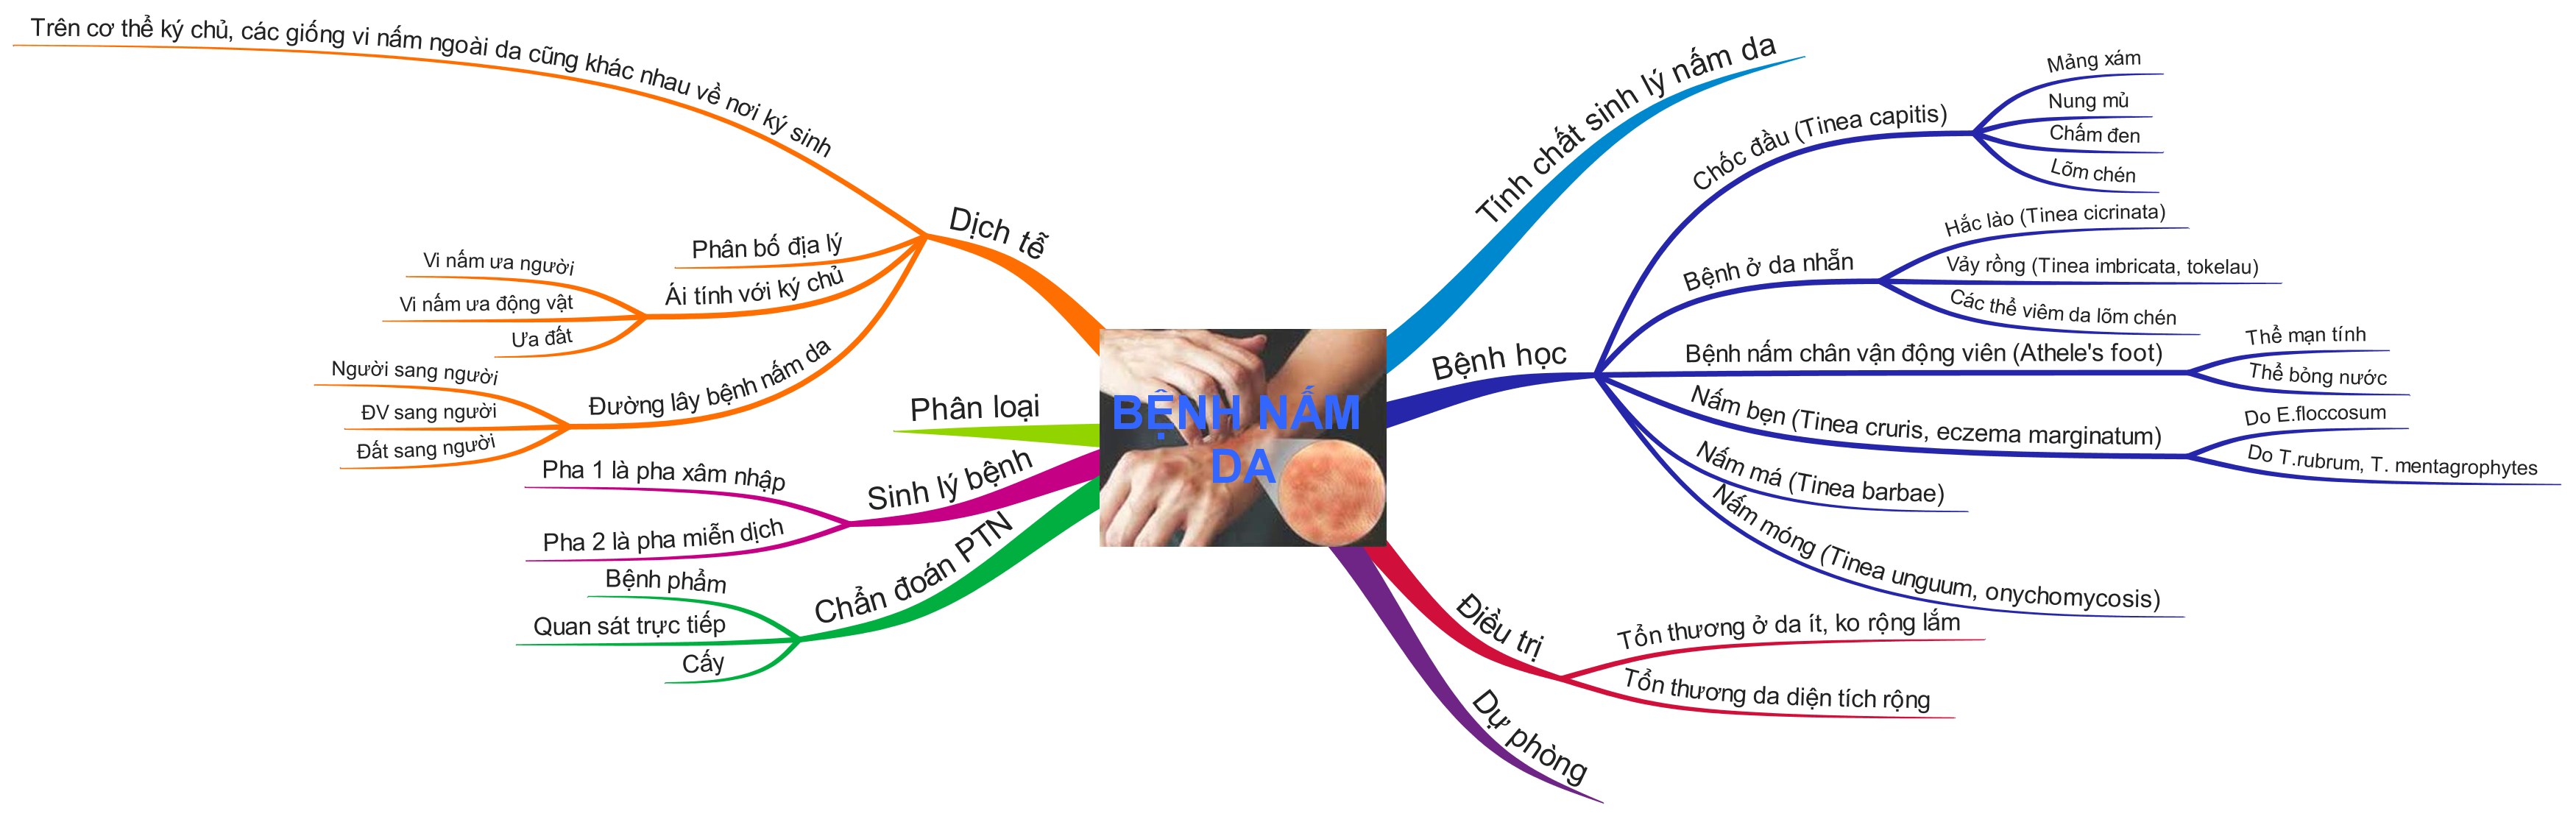 BỆNH NẤM
DA
Tính chất sinh lý nấm da
Bệnh học
Chốc đầu (Tinea capitis)
Mảng xám
Nung mủ
Chấm đen
Lõm chén
Bệnh ở da nhẵn
Hắc lào (Tinea cicrinata)
Vảy rồng (Tinea imbricata, tokelau)
Các thể viêm da lõm chén
Bệnh nấm chân vận động viên (Athele's foot)
Thể mạn tính
Thể bỏng nước
Nấm bẹn (Tinea cruris, eczema marginatum)
Do E.floccosum
Do T.rubrum, T. mentagrophytes
Nấm má (Tinea barbae)
Nấm móng (Tinea unguum, onychomycosis)
Điều trị
Tổn thương ở da ít, ko rộng lắm
Tổn thương da diện tích rộng
Dự phòng
Dịch tễ
Trên cơ thể ký chủ, các giống vi nấm ngoài da cũng khác nhau về nơi ký sinh
Phân bố địa lý
Ái tính với ký chủ
Vi nấm ưa người
Vi nấm ưa động vật
Ưa đất
Đường lây bệnh nấm da
Người sang người
ĐV sang người
Đất sang người
Phân loại
Sinh lý bệnh
Pha 1 là pha xâm nhập
Pha 2 là pha miễn dịch
Chẩn đoán PTN
Bệnh phẩm
Quan sát trực tiếp
Cấy